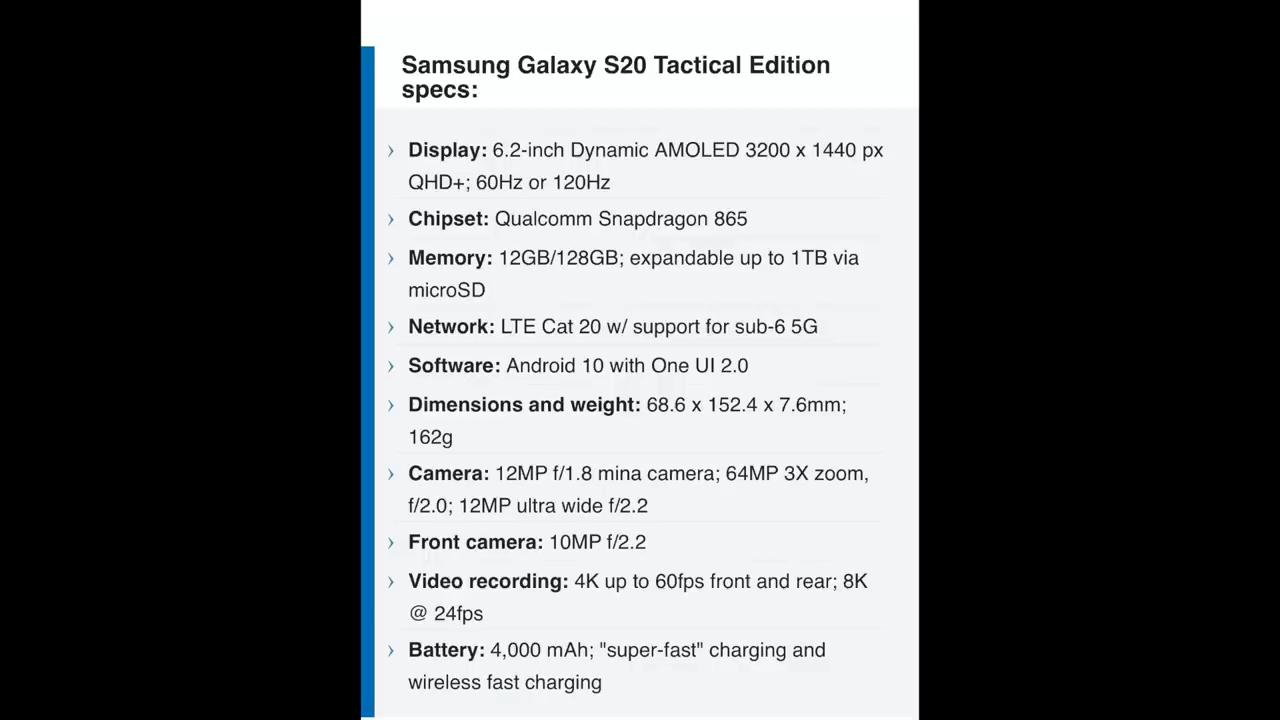 Samsung Galaxy S20 Tactical Edition
specs:
› Display: 6.2-inch Dynamic AMOLED 3200 x 1440 px
QHD+; 60Hz or 120Hz
› Chipset: Qualcomm Snapdragon 865
› Memory: 12GB/128GB; expandable up to 1TB via
microSD
› Network: LTE Cat 20 w/ support for sub-6 5G
› Software: Android 10 with One UI 2.0
› Dimensions and weight: 68.6 x 152.4 x 7.6mm;
162g
› Camera: 12MP f/1.8 mina camera; 64MP 3X zoom,
f/2.0; 12MP ultra wide f/2.2
› Front camera: 10MP f/2.2
› Video recording: 4K up to 60fps front and rear; 8K
@ 24fps
› Battery: 4,000 mAh; "super-fast" charging and
wireless fast charging